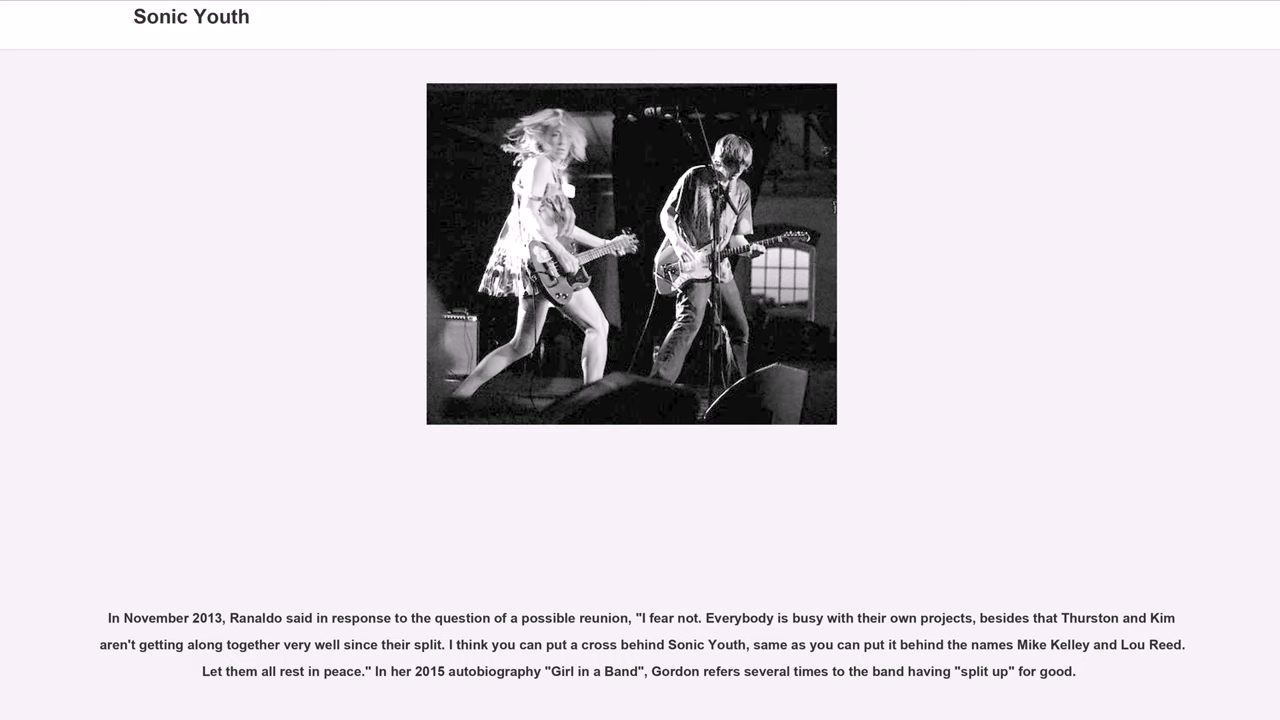 Sonic Youth
In November 2013, Ranaldo said in response to the question of a possible reunion, "I fear not. Everybody is busy with their own projects, besides that Thurston and Kim
aren't getting along together very well since their split. I think you can put a cross behind Sonic Youth, same as you can put it behind the names Mike Kelley and Lou Reed.
Let them all rest in peace." In her 2015 autobiography "Girl in a Band", Gordon refers several times to the band having "split up" for good.